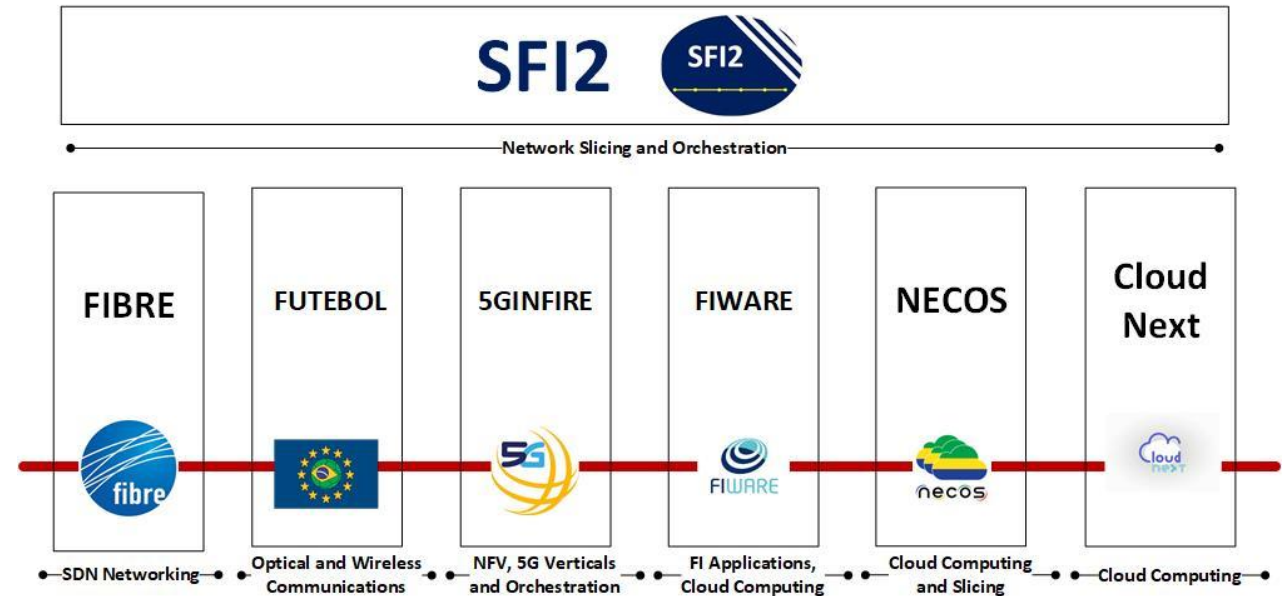 SFI2
SFI2
Network Slicing and Orchestration
FIBRE
FUTEBOL
5GINFIRE
FIWARE
NECOS
Cloud
Next
fibre
5G
FIWARE
necos
Cloud
next
SDN Networking
Optical and Wireless
Communications
NFV, 5G Verticals
and Orchestration
FI Applications,
Cloud Computing
Cloud Computing
and Slicing
Cloud Computing